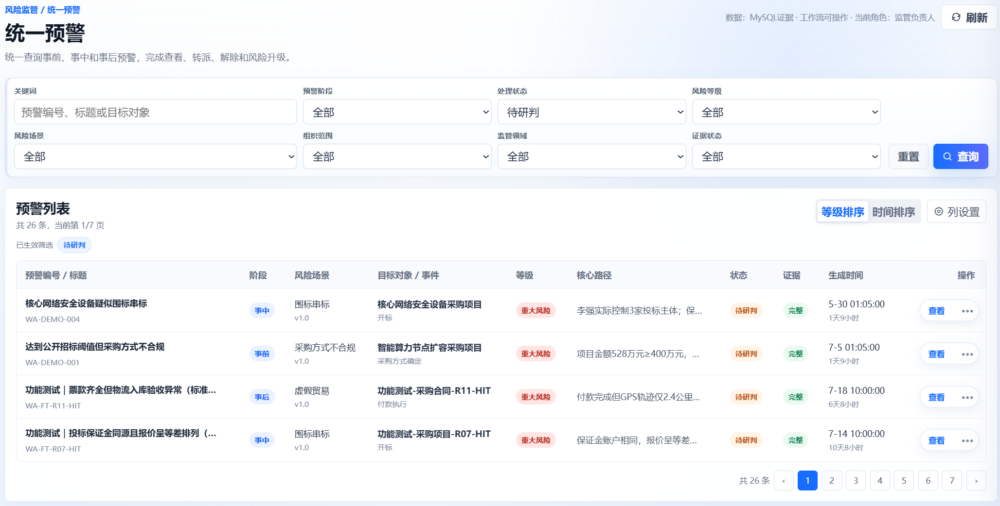 风险监管 / 统一预警
统一预警
统一查询事前、事中和事后预警，完成查看、转派、解除和风险升级。
数据：MySQL证据 · 工作流可操作 · 当前角色：监管负责人
刷新
关键词
预警阶段
处理状态
风险等级
预警编号、标题或目标对象
全部
待研判
全部
风险场景
组织范围
监管领域
证据状态
全部
全部
全部
全部
重置
查询
预警列表
共 26 条，当前第 1/7 页
等级排序
时间排序
列设置
已生效筛选
待研判
预警编号 / 标题
阶段
风险场景
目标对象 / 事件
等级
核心路径
状态
证据
生成时间
操作
核心网络安全设备疑似围标串标
WA-DEMO-004
事中
围标串标
v1.0
核心网络安全设备采购项目
开标
重大风险
李强实际控制3家投标主体；保...
待研判
完整
5-30 01:05:00
1天9小时
查看
达到公开招标阈值但采购方式不合规
WA-DEMO-001
事前
采购方式不合规
v1.0
智能算力节点扩容采购项目
采购方式确定
重大风险
项目金额528万元≥400万元，...
待研判
完整
7-5 01:05:00
1天9小时
查看
功能测试｜票款齐全但物流入库验收异常（标准...
WA-FT-R11-HIT
事后
虚假贸易
v1.0
功能测试-采购合同-R11-HIT
付款执行
重大风险
付款完成但GPS轨迹仅2.4公里...
待研判
完整
7-18 10:00:00
6天8小时
查看
功能测试｜投标保证金同源且报价呈等差排列（...
WA-FT-R07-HIT
事中
围标串标
v1.0
功能测试-采购项目-R07-HIT
开标
重大风险
保证金账户相同，报价呈等差...
待研判
完整
7-14 10:00:00
10天8小时
查看
共 26 条
‹ 1 2 3 4 5 6 7 ›